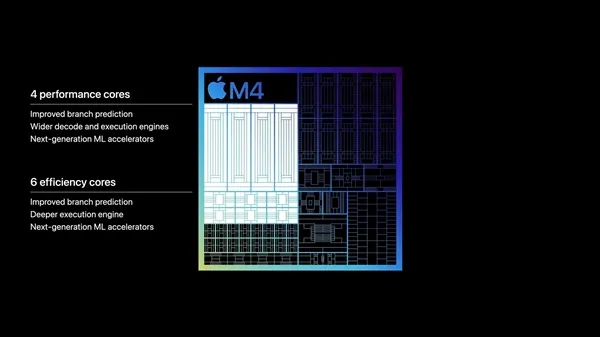 4 performance cores
Improved branch prediction
Wider decode and execution engines
Next-generation ML accelerators
6 efficiency cores
Improved branch prediction
Deeper execution engine
Next-generation ML accelerators
M4